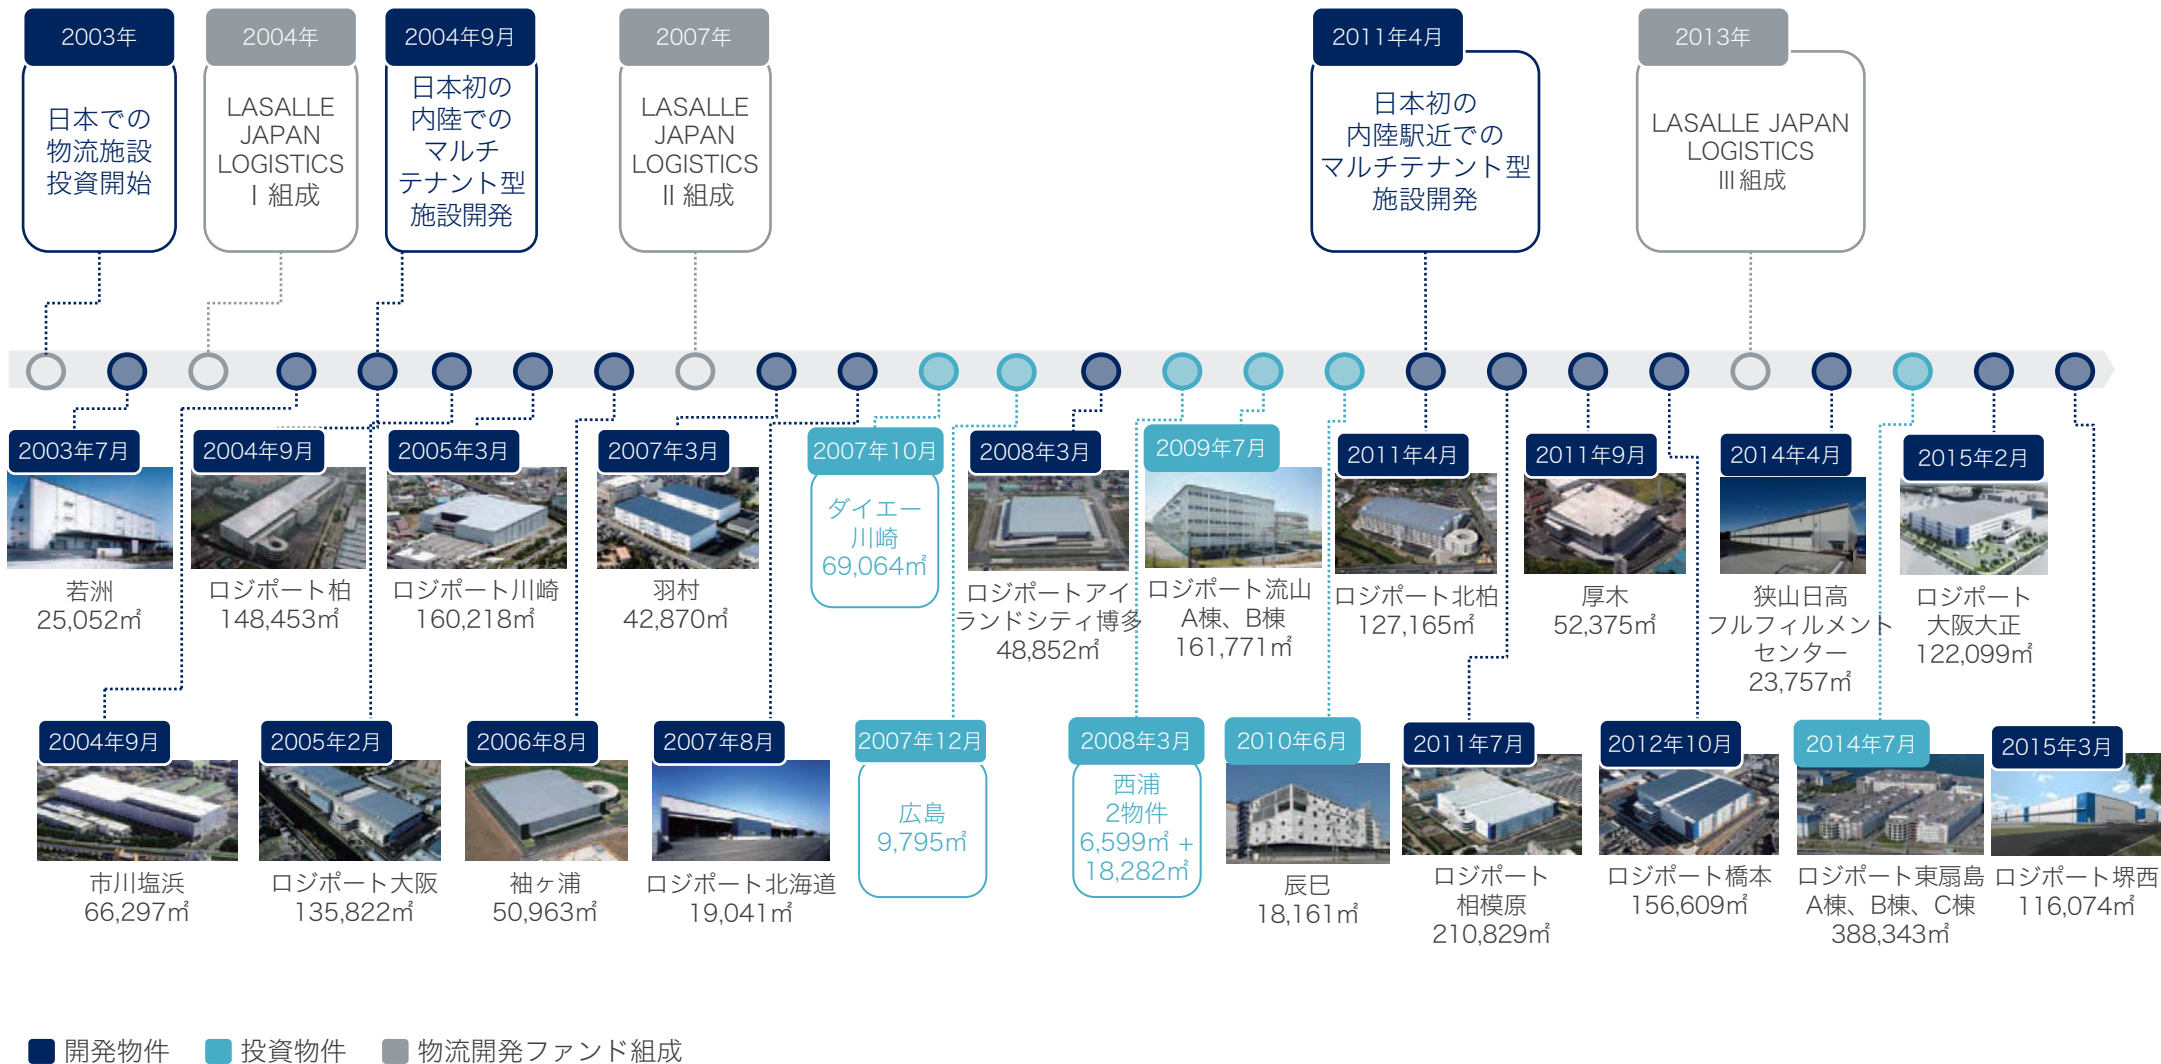 2003年
日本での
物流施設
投資開始
2004年
LASALLE
JAPAN
LOGISTICS
Ⅰ 組成
2004年9月
日本初の
内陸での
マルチ
テナント型
施設開発
2007年
LASALLE
JAPAN
LOGISTICS
Ⅱ 組成
2011年4月
日本初の
内陸駅近での
マルチテナント型
施設開発
2013年
LASALLE JAPAN
LOGISTICS
Ⅲ 組成
2003年7月
若洲
25,052㎡
2004年9月
ロジポート柏
148,453㎡
2005年3月
ロジポート川崎
160,218㎡
2007年3月
羽村
42,870㎡
2007年10月
ダイエー
川崎
69,064㎡
2008年3月
ロジポートアイ
ランドシティ博多
48,852㎡
2009年7月
ロジポート流山
A棟、B棟
161,771㎡
2011年4月
ロジポート北柏
127,165㎡
2011年9月
厚木
52,375㎡
2014年4月
狭山日高
フルフィルメント
センター
23,757㎡
2015年2月
ロジポート
大阪大正
122,099㎡
2004年9月
市川塩浜
66,297㎡
2005年2月
ロジポート大阪
135,822㎡
2006年8月
袖ヶ浦
50,963㎡
2007年8月
ロジポート北海道
19,041㎡
2007年12月
広島
9,795㎡
2008年3月
西浦
2物件
6,599㎡ +
18,282㎡
2010年6月
辰巳
18,161㎡
2011年7月
ロジポート
相模原
210,829㎡
2012年10月
ロジポート橋本
156,609㎡
2014年7月
ロジポート東扇島
A棟、B棟、C棟
388,343㎡
2015年3月
ロジポート堺西
116,074㎡
開発物件
投資物件
物流開発ファンド組成